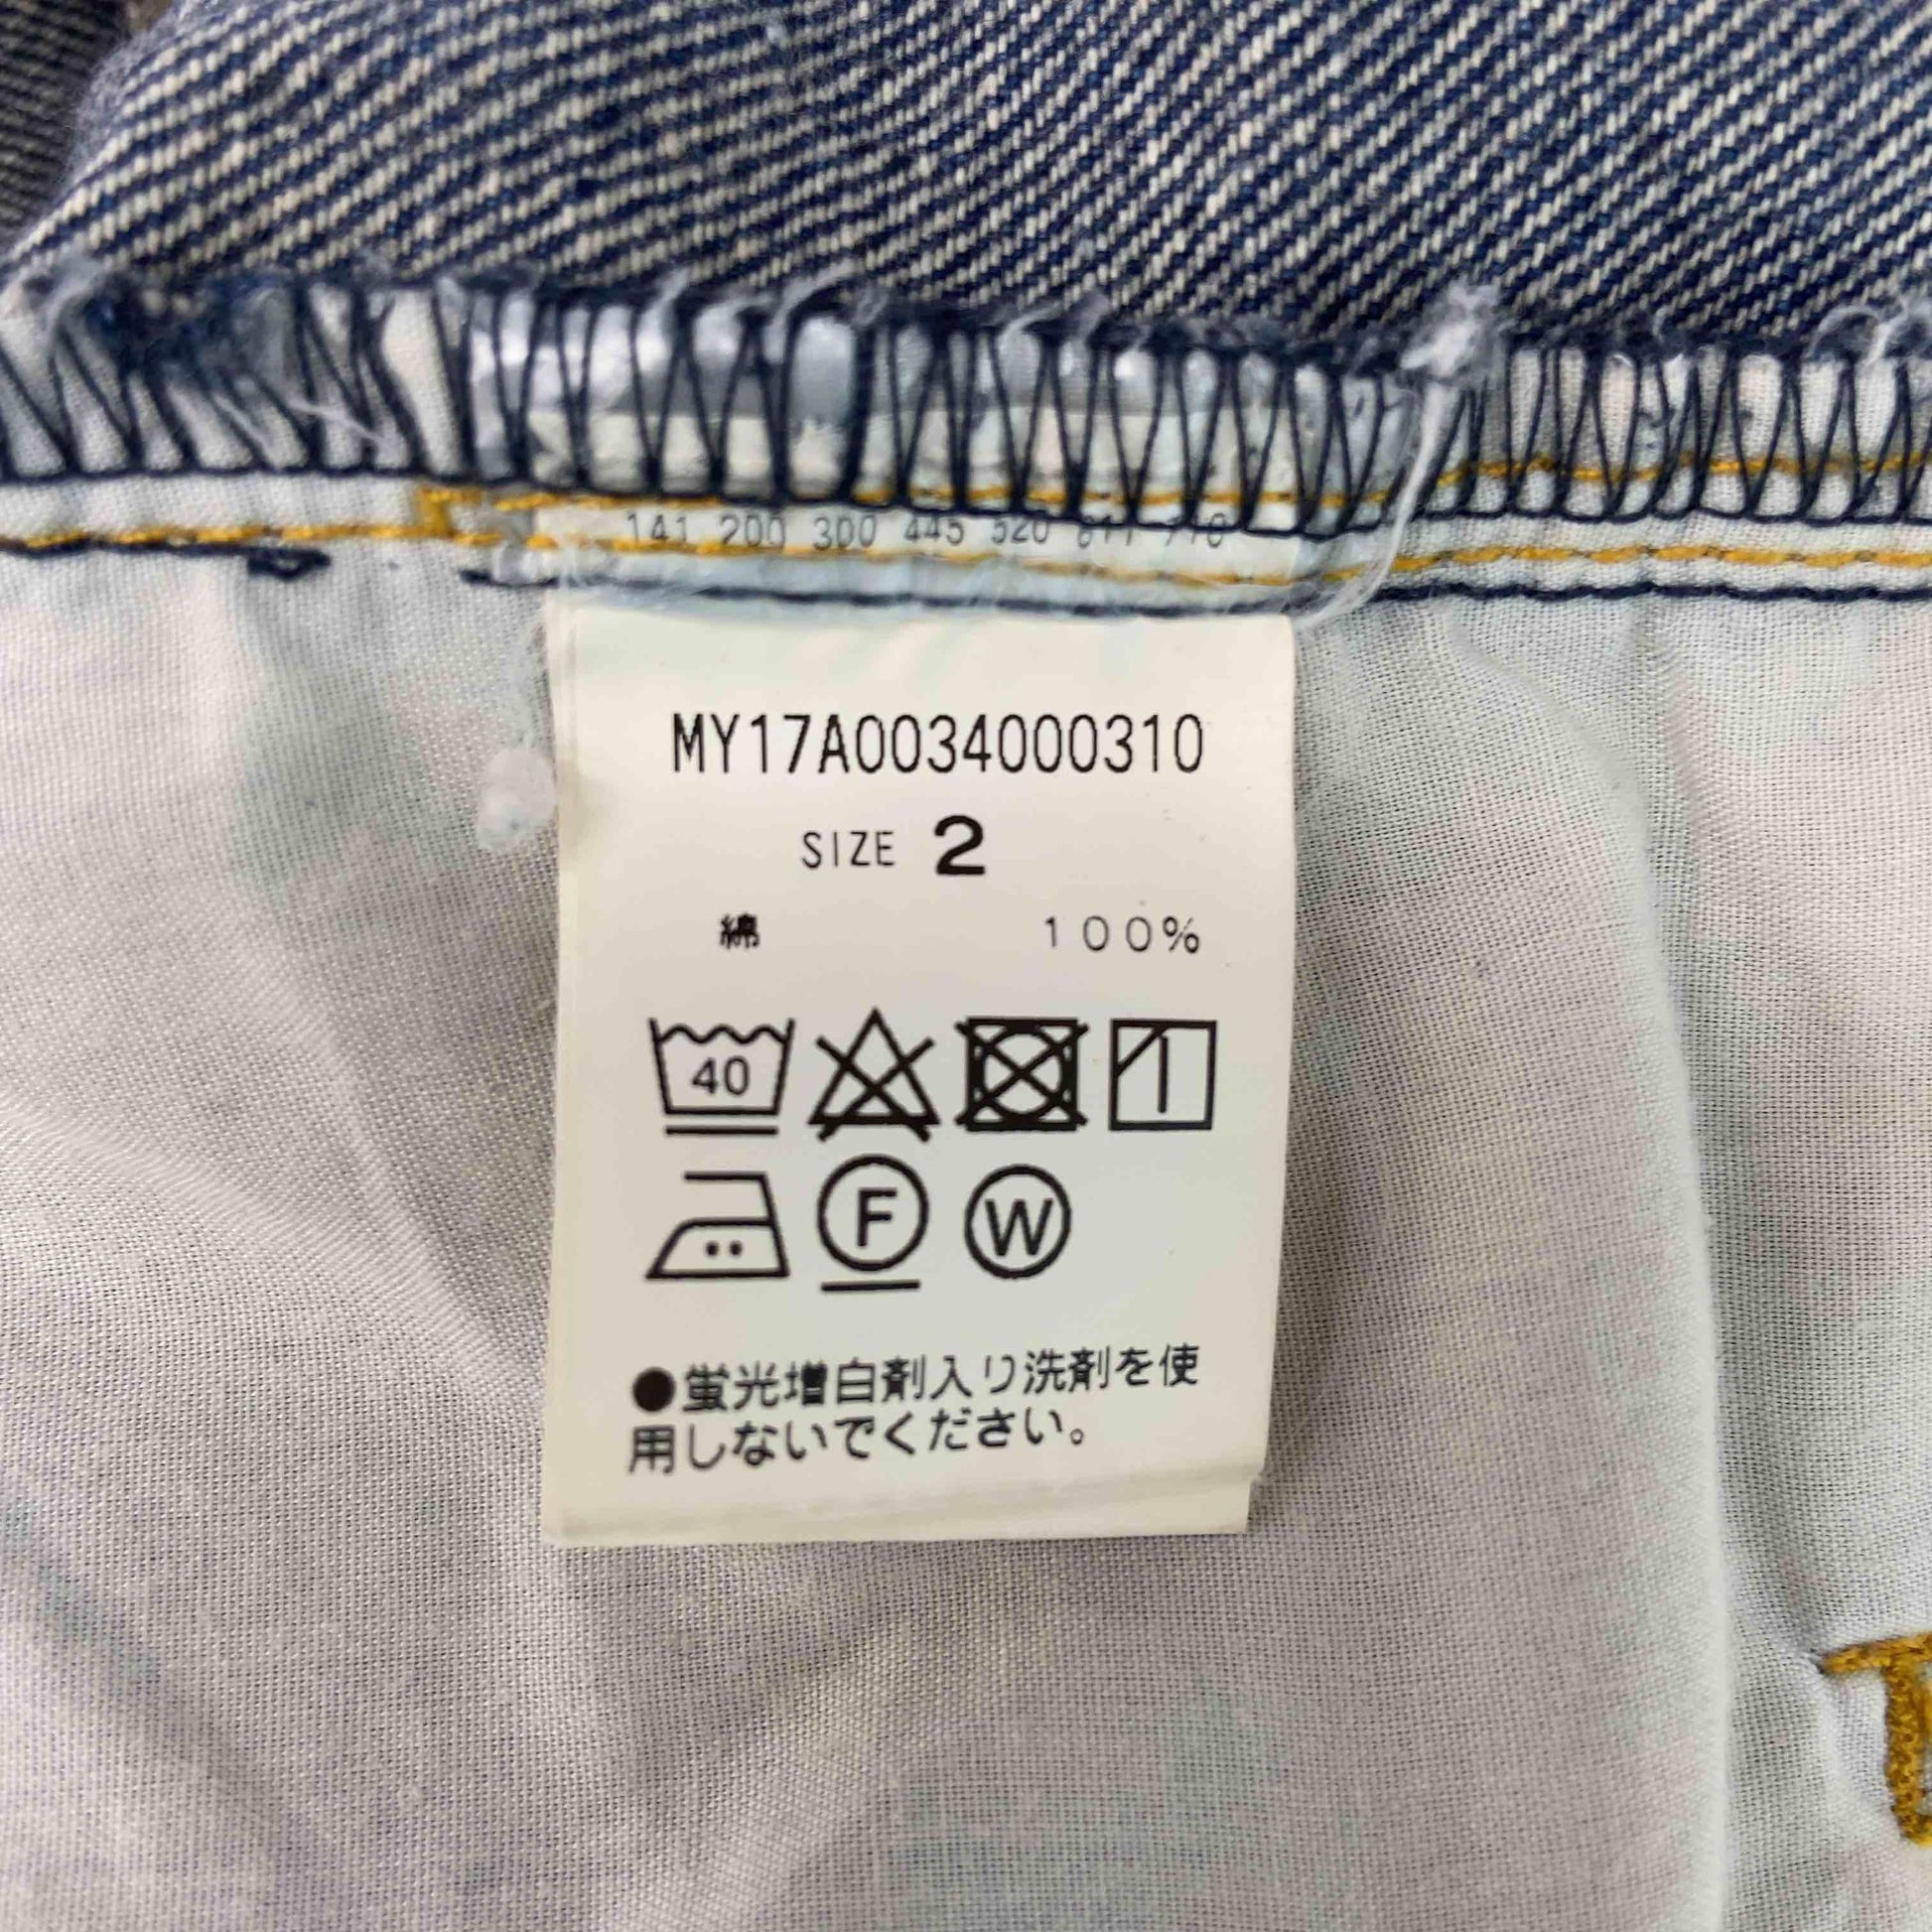 141 200 300 445 520
MY17A0034000310
SIZE 2
綿 100%
40
F W
●蛍光増白剤入り洗剤を使
用しないでください。